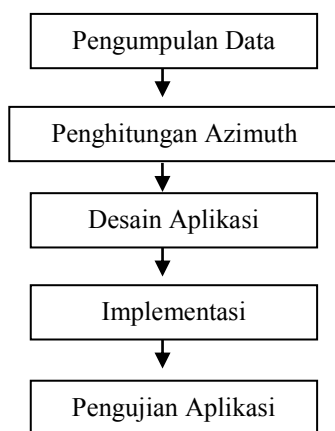 Pengumpulan Data
Penghitungan Azimuth
Desain Aplikasi
Implementasi
Pengujian Aplikasi